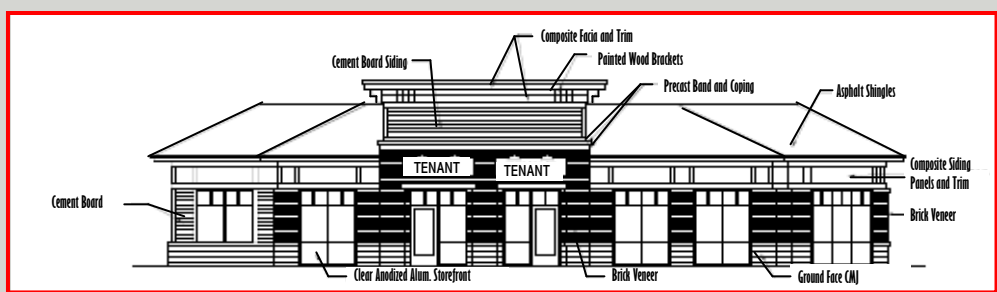 Composite Facia and Trim
Cement Board Siding
Painted Wood Brackets
Precast Band and Coping
Asphalt Shingles
TENANT
TENANT
Composite Siding
Panels and Trim
Cement Board
Brick Veneer
Clear Anodized Alum. Storefront
Brick Veneer
Ground Face CMJ